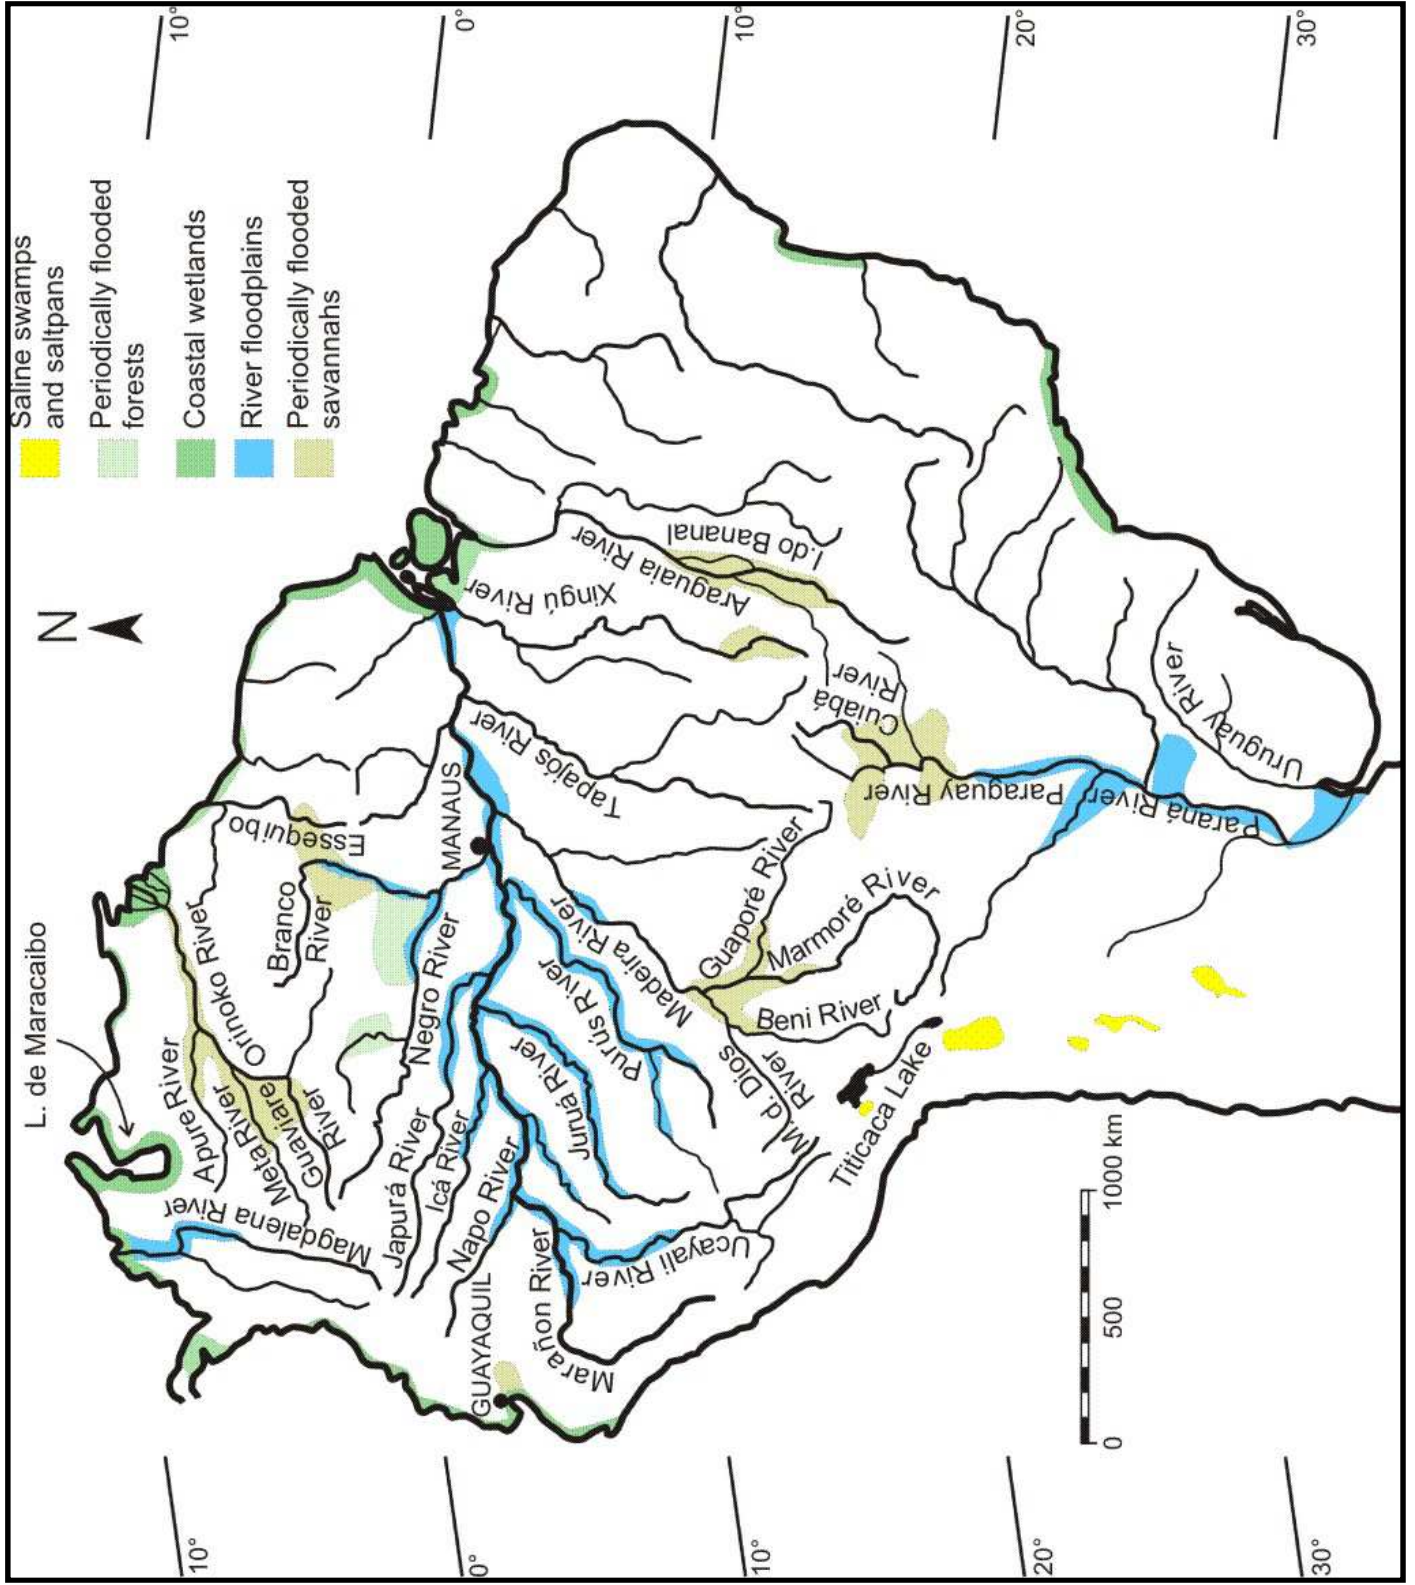 10°
0°
10°
20°
30°
Saline swamps
and saltpans
Periodically flooded
forests
Coastal wetlands
River floodplains
Periodically flooded
savannahs
N
L. de Maracaibo
Apure River
Meta River
Guaviare
River
Orinoko River
Branco
River
Essequibo
Magdalena River
MANAUS
Negro River
Japurá River
Icá River
Napo River
GUAYAQUIL
Marañon River
Ucayali River
Juruá River
Purús River
Madeira River
Tapajós River
Xingú River
Araguaia River
I.do Bananal
Cuiabá
River
Guaporé River
Marmoré River
Beni River
M.d. Dios
River
Titicaca Lake
Paraguay River
Paraná River
Uruguay River
0
500
1000 km
10°
0°
10°
20°
30°